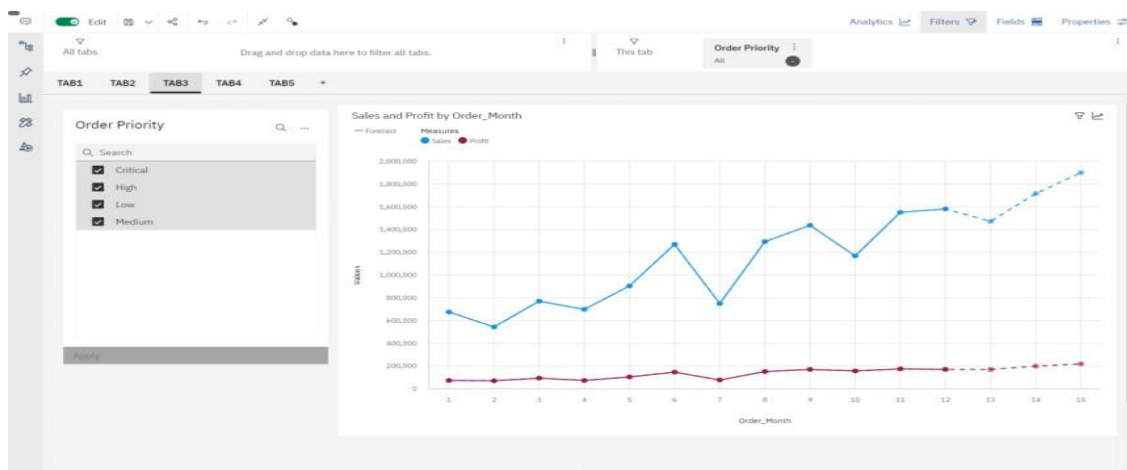 Edit
Analytics
Filters
Fields
Properties
All tabs
Drag and drop data here to filter all tabs.
This tab
Order Priority
All
TAB1 TAB2 TAB3 TAB4 TAB5 +
Order Priority
Search
Critical
High
Low
Medium
Apply
Sales and Profit by Order_Month
Forecast
Measures
Sales Profit
2,000,000
1,800,000
1,600,000
1,400,000
1,200,000
1,000,000
800,000
600,000
400,000
200,000
0
Values
1 2 3 4 5 6 7 8 9 10 11 12 13 14 15
Order_Month